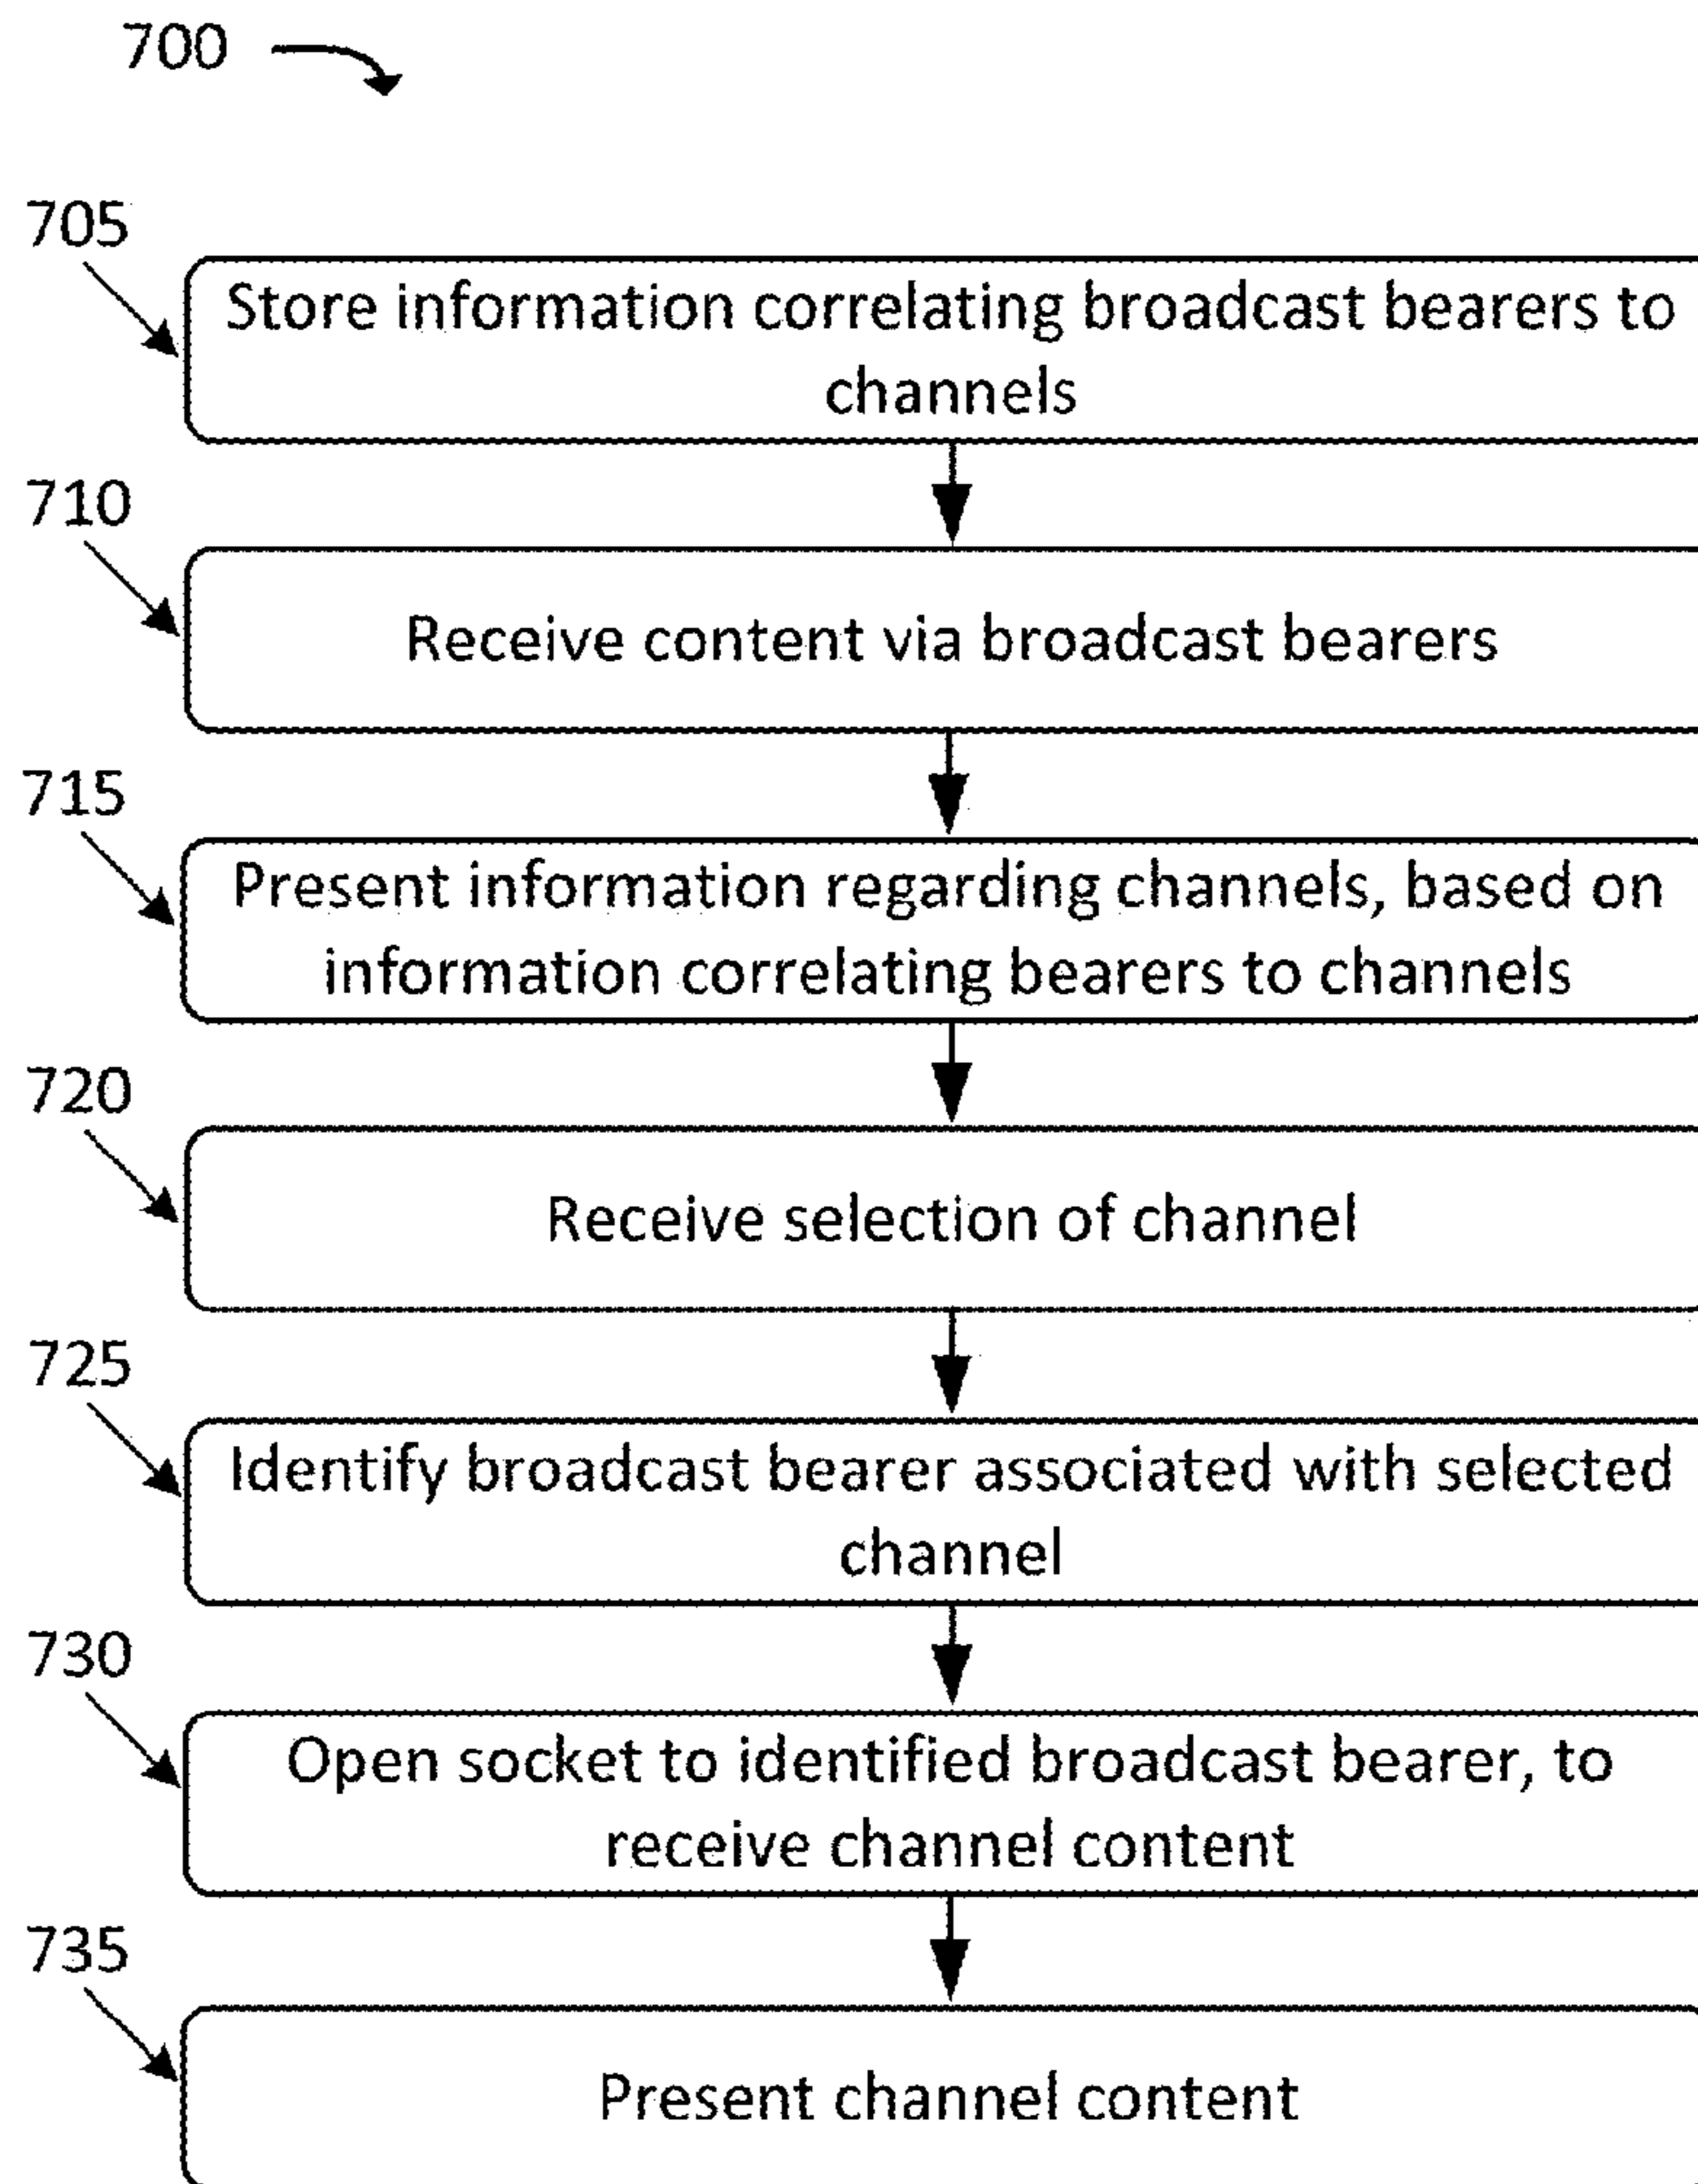 700
705
Store information correlating broadcast bearers to
channels
710
Receive content via broadcast bearers
715
Present information regarding channels, based on
information correlating bearers to channels
720
Receive selection of channel
725
Identify broadcast bearer associated with selected
channel
730
Open socket to identified broadcast bearer, to
receive channel content
735
Present channel content